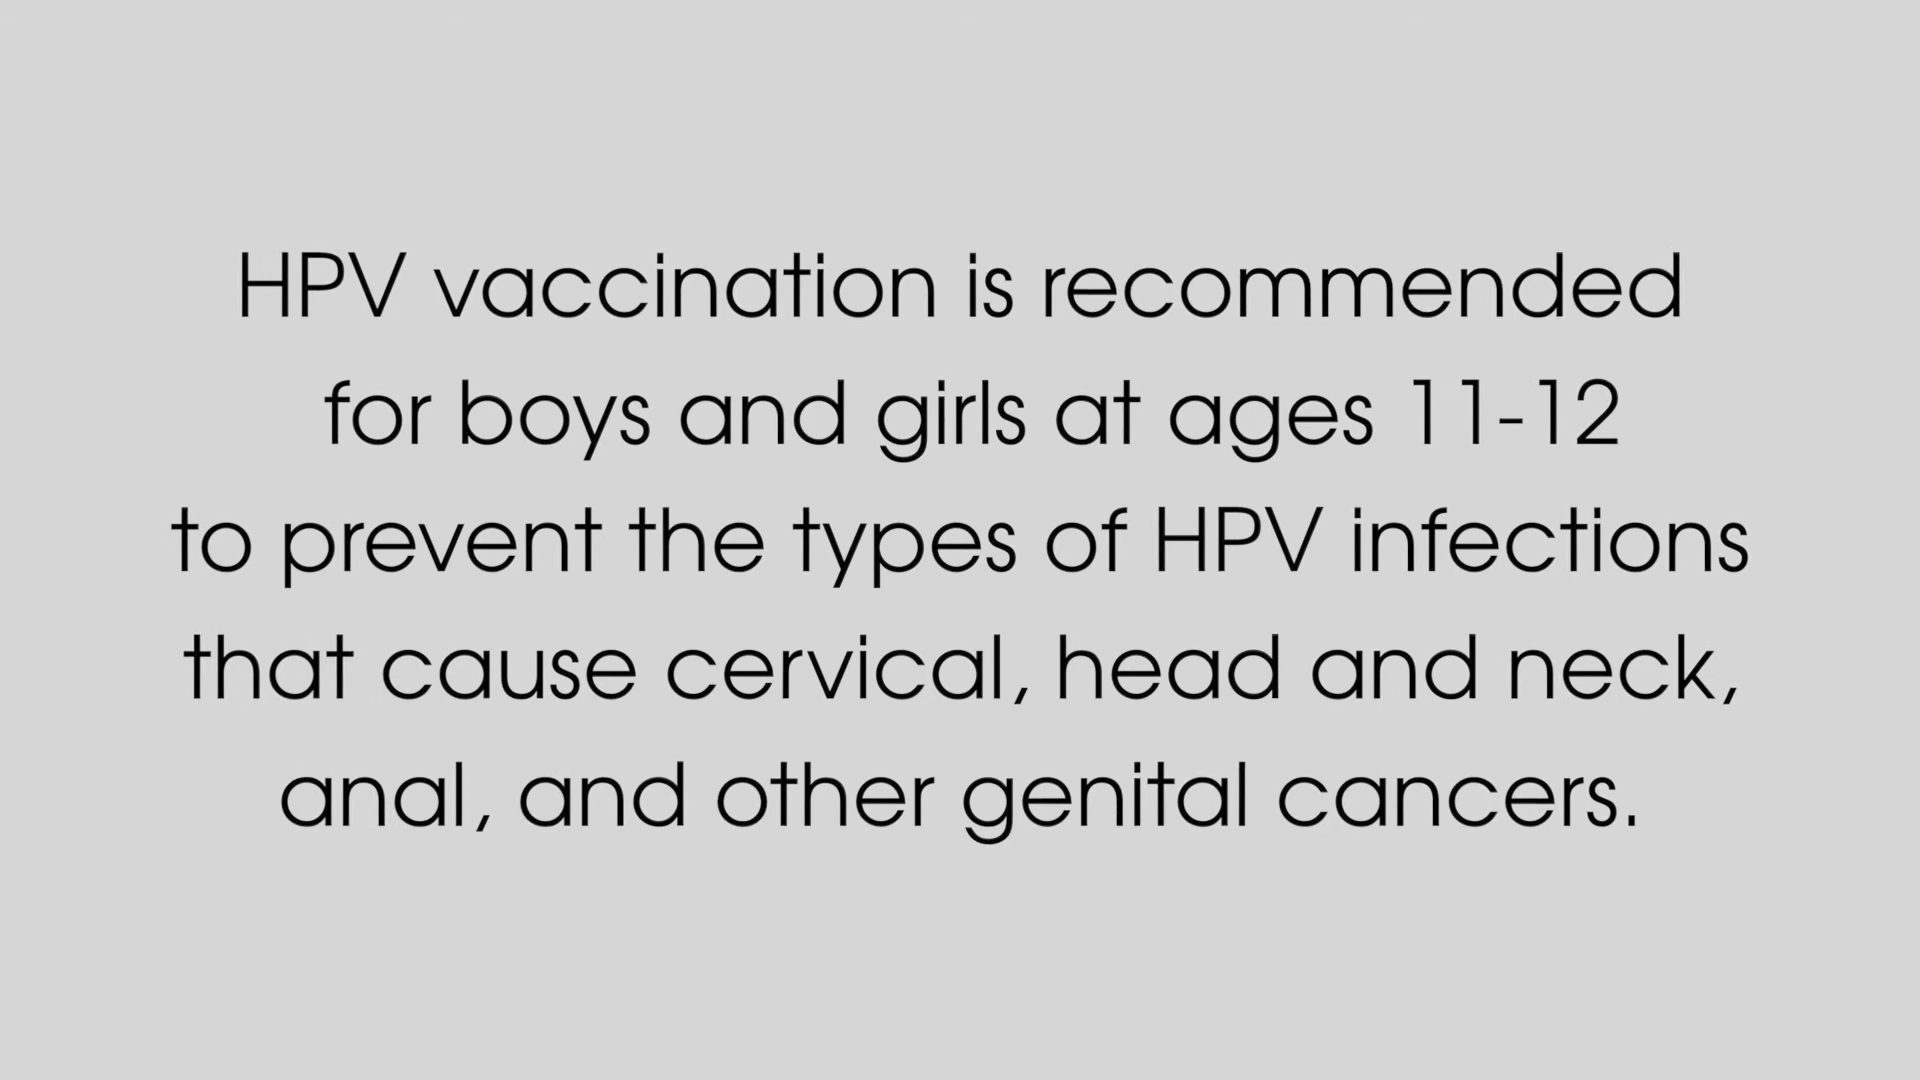 HPV vaccination is recommended
for boys and girls at ages 11-12
to prevent the types of HPV infections
that cause cervical, head and neck,
anal, and other genital cancers.